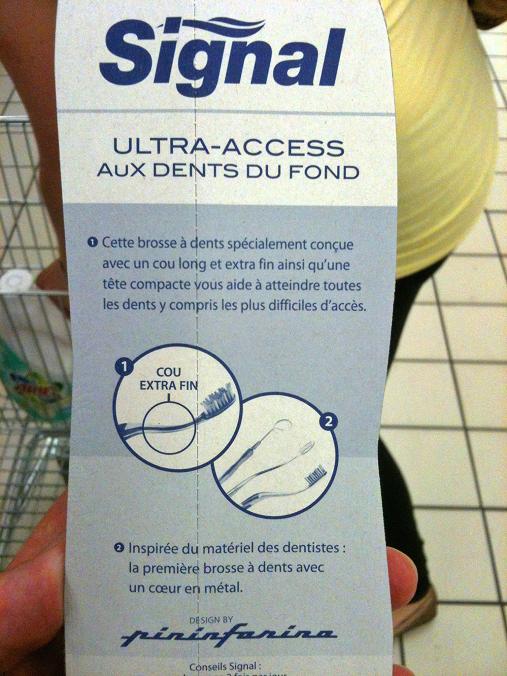 Signal
ULTRA-ACCESS
AUX DENTS DU FOND
1 Cette brosse à dents spécialement conçue
avec un cou long et extra fin ainsi qu'une
tête compacte vous aide à atteindre toutes
les dents y compris les plus difficiles d'accès.
1
COU
EXTRA FIN
2
2 Inspirée du matériel des dentistes :
la première brosse à dents avec
un cœur en métal.
DESIGN BY
pininfarina
Conseils Signal :